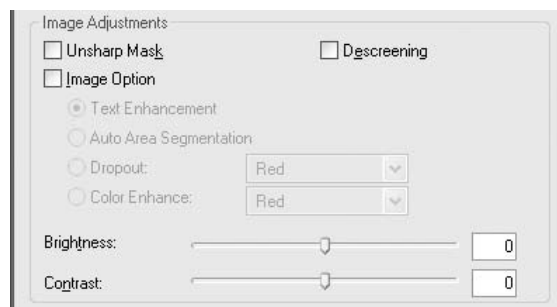 Image Adjustments
Unsharp Mask Descreening
Image Option
Text Enhancement
Auto Area Segmentation
Dropout: Red
Color Enhance: Red
Brightness: 0
Contrast: 0